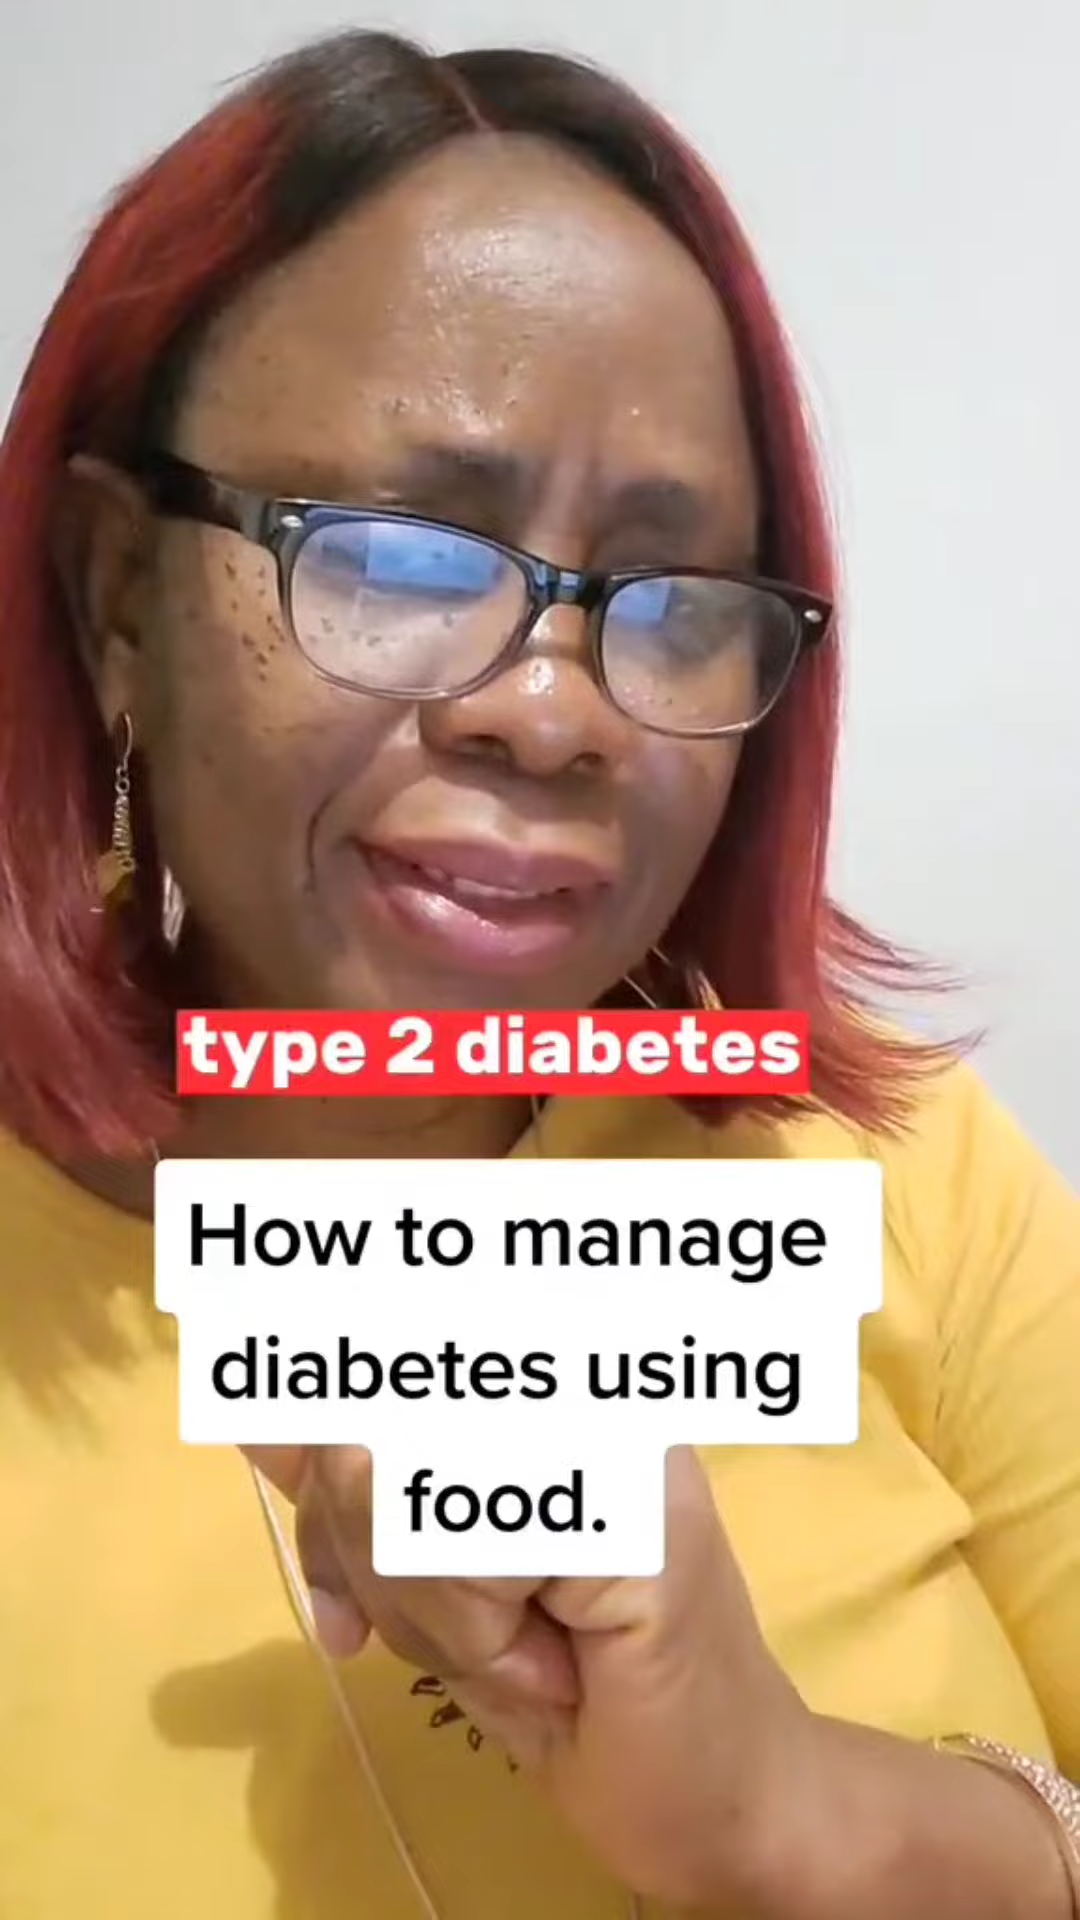 type 2 diabetes
How to manage
diabetes using
food.